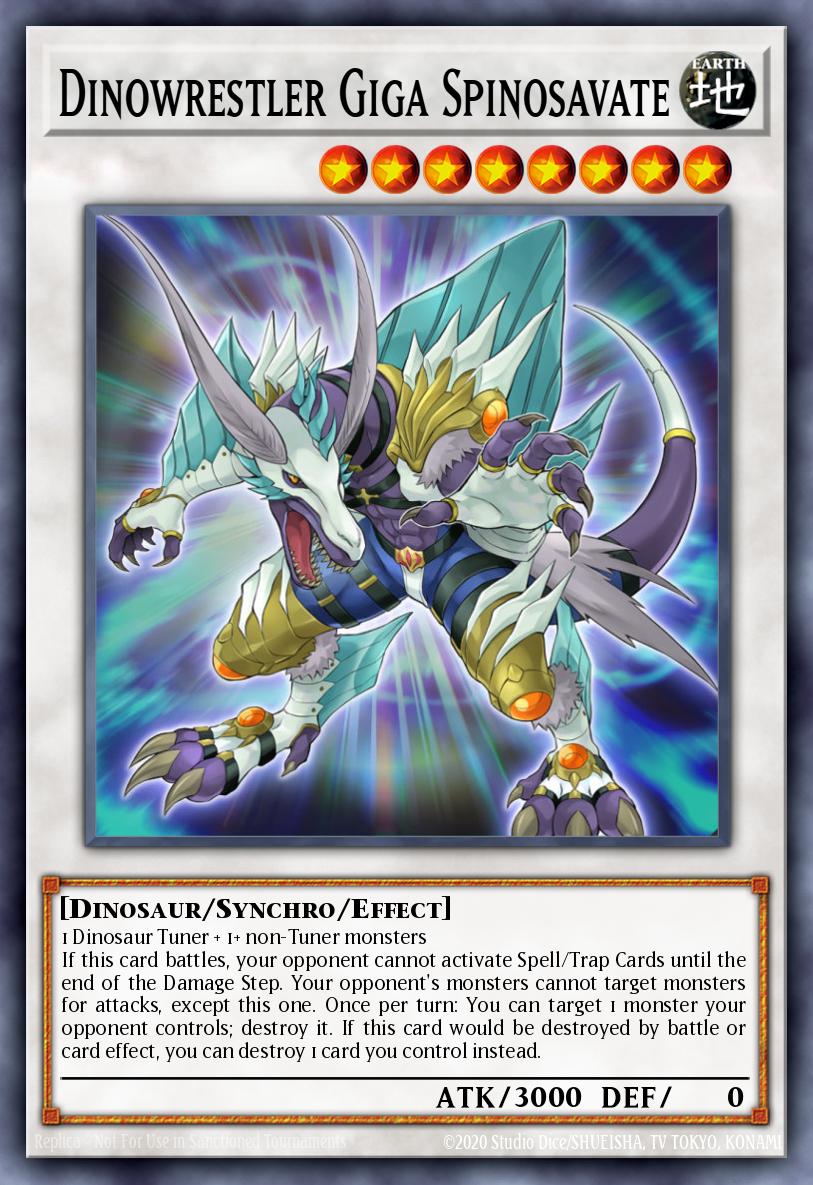 Dinowrestler Giga Spinosavate
EARTH
地
[Dinosaur/Synchro/Effect]
1 Dinosaur Tuner + 1+ non-Tuner monsters
If this card battles, your opponent cannot activate Spell/Trap Cards until the
end of the Damage Step. Your opponent's monsters cannot target monsters
for attacks, except this one. Once per turn: You can target 1 monster your
opponent controls; destroy it. If this card would be destroyed by battle or
card effect, you can destroy 1 card you control instead.
ATK/3000 DEF/ 0
Replica - Not For Use in Sanctioned Tournaments
©2020 Studio Dice/SHUEISHA, TV TOKYO, KONAMI